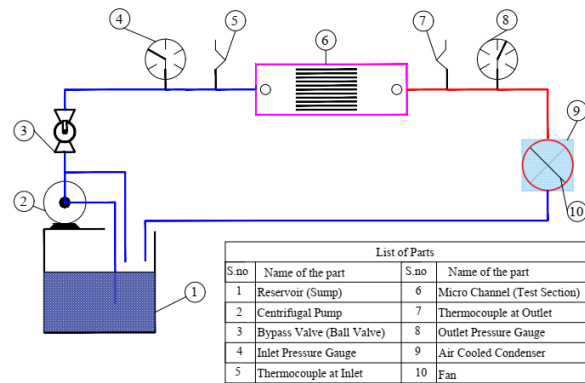 4
5
6
7
8
3
9
2
10
1
List of Parts
S.no Name of the part S.no Name of the part
1 Reservoir (Sump) 6 Micro Channel (Test Section)
2 Centrifugal Pump 7 Thermocouple at Outlet
3 Bypass Valve (Ball Valve) 8 Outlet Pressure Gauge
4 Inlet Pressure Gauge 9 Air Cooled Condenser
5 Thermocouple at Inlet 10 Fan